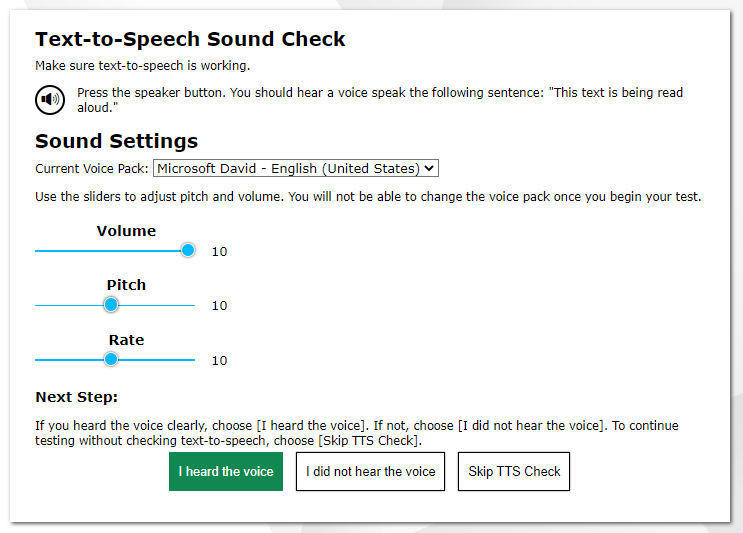 Text-to-Speech Sound Check
Make sure text-to-speech is working.
Press the speaker button. You should hear a voice speak the following sentence: "This text is being read
aloud."
Sound Settings
Current Voice Pack: Microsoft David - English (United States)
Use the sliders to adjust pitch and volume. You will not be able to change the voice pack once you begin your test.
Volume
10
Pitch
10
Rate
10
Next Step:
If you heard the voice clearly, choose [I heard the voice]. If not, choose [I did not hear the voice]. To continue
testing without checking text-to-speech, choose [Skip TTS Check].
I heard the voice I did not hear the voice Skip TTS Check